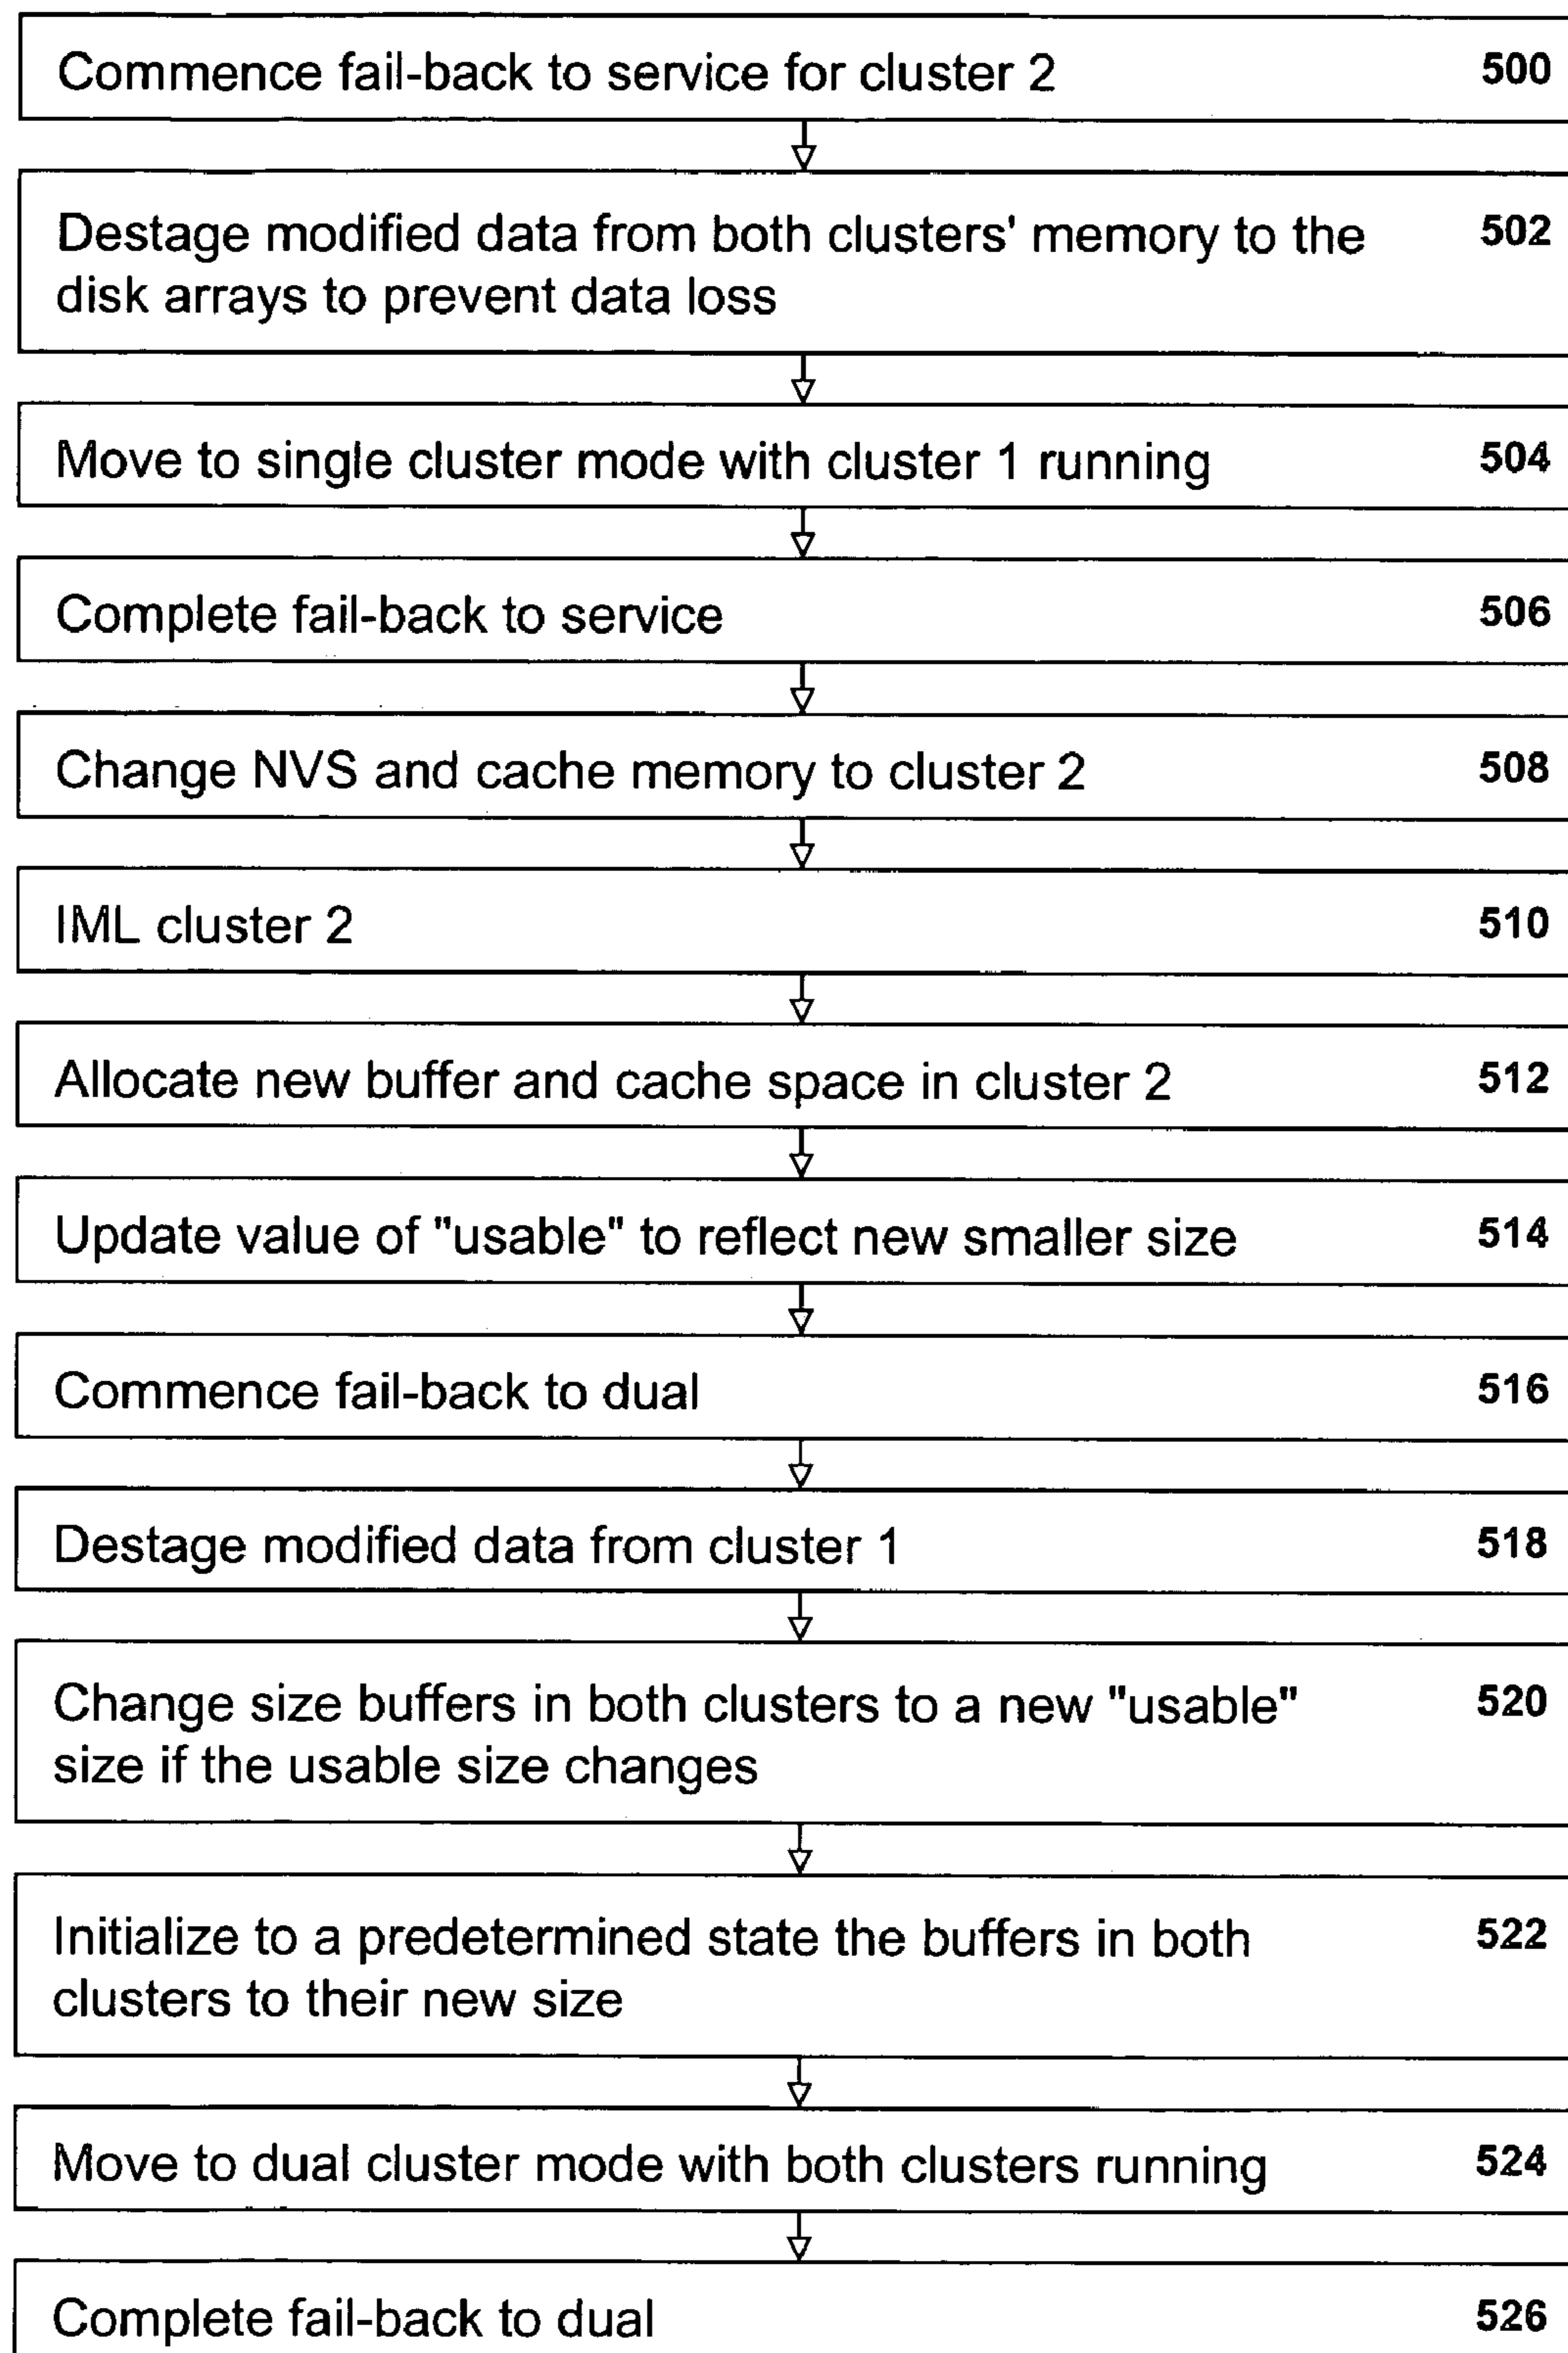 Commence fail-back to service for cluster 2 500
Destage modified data from both clusters' memory to the 502
disk arrays to prevent data loss
Move to single cluster mode with cluster 1 running 504
Complete fail-back to service 506
Change NVS and cache memory to cluster 2 508
IML cluster 2 510
Allocate new buffer and cache space in cluster 2 512
Update value of "usable" to reflect new smaller size 514
Commence fail-back to dual 516
Destage modified data from cluster 1 518
Change size buffers in both clusters to a new "usable" 520
size if the usable size changes
Initialize to a predetermined state the buffers in both 522
clusters to their new size
Move to dual cluster mode with both clusters running 524
Complete fail-back to dual 526